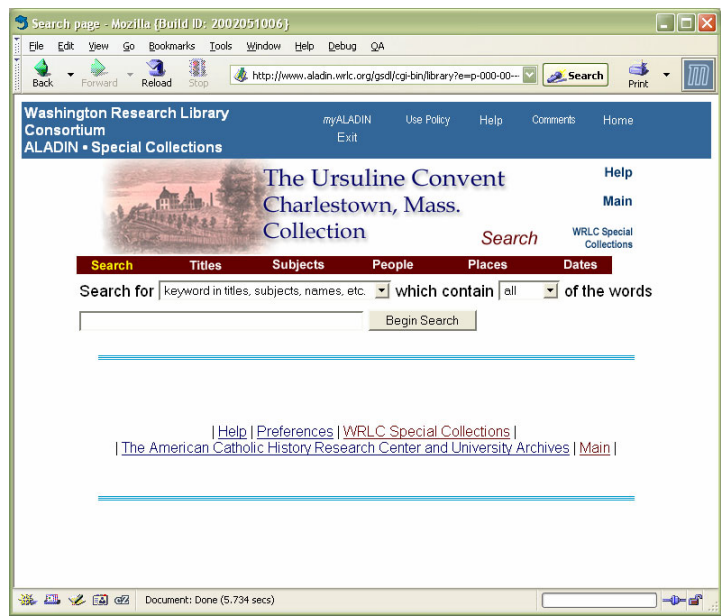 Search page - Mozilla {Build ID: 2002051006}
File Edit View Go Bookmarks Tools Window Help Debug QA
Back Forward Reload Stop http://www.aladin.wrlc.org/gsdl/cgi-bin/library?e=p-000-00--- Search Print
Washington Research Library
Consortium
ALADIN ▪ Special Collections
myALADIN Use Policy Help Comments Home
Exit
The Ursuline Convent
Charlestown, Mass.
Collection
Search
Help
Main
WRLC Special
Collections
Search Titles Subjects People Places Dates
Search for keyword in titles, subjects, names, etc. which contain all of the words
Begin Search
| Help | Preferences | WRLC Special Collections |
| The American Catholic History Research Center and University Archives | Main |
Document: Done (5.734 secs)